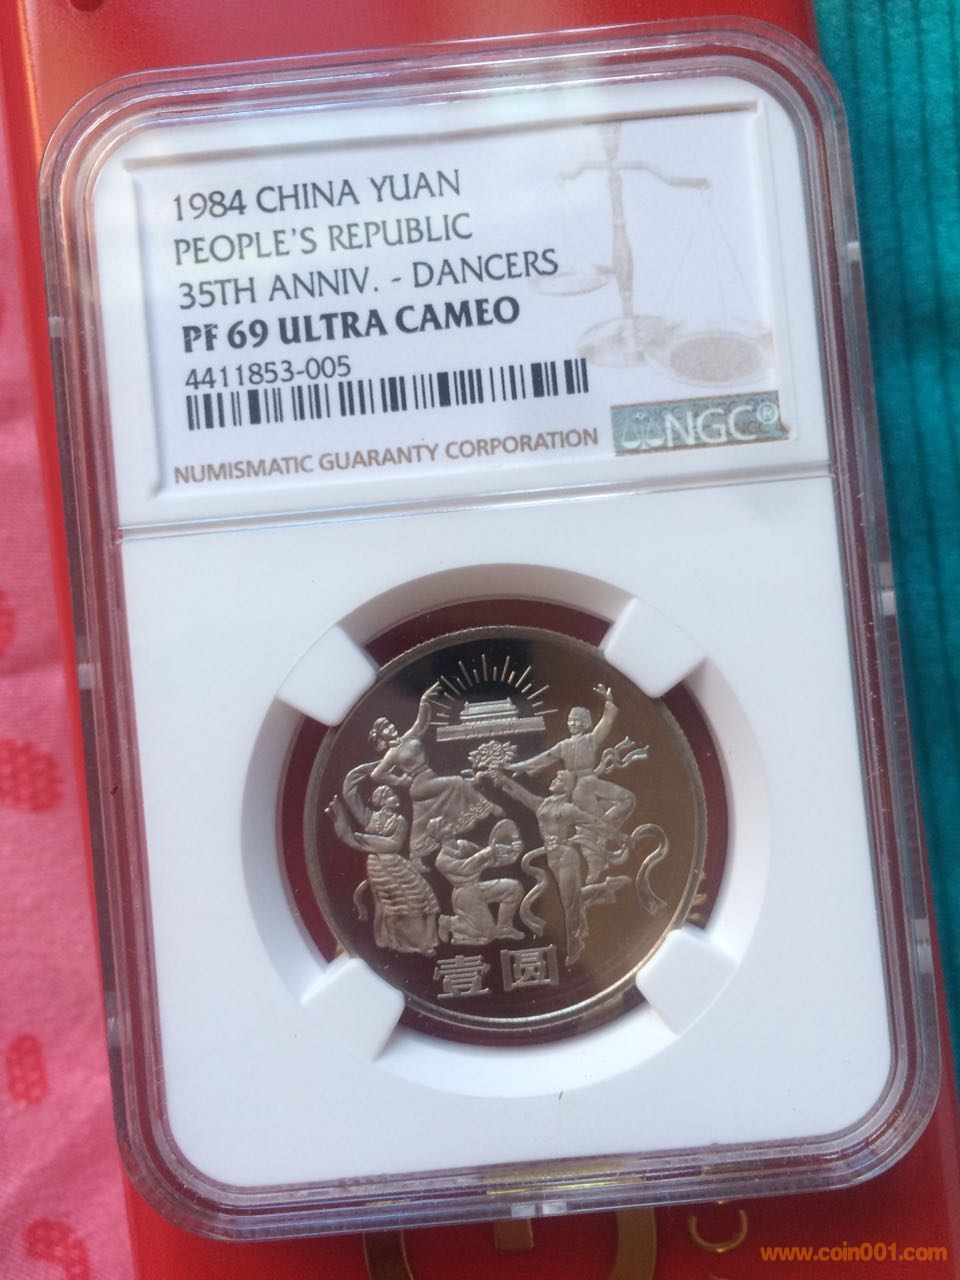 1984 CHINA YUAN
PEOPLE'S REPUBLIC
35TH ANNIV. - DANCERS
PF 69 ULTRA CAMEO
4411853-005
NGC®
NUMISMATIC GUARANTY CORPORATION
壹圆
www.coin001.com